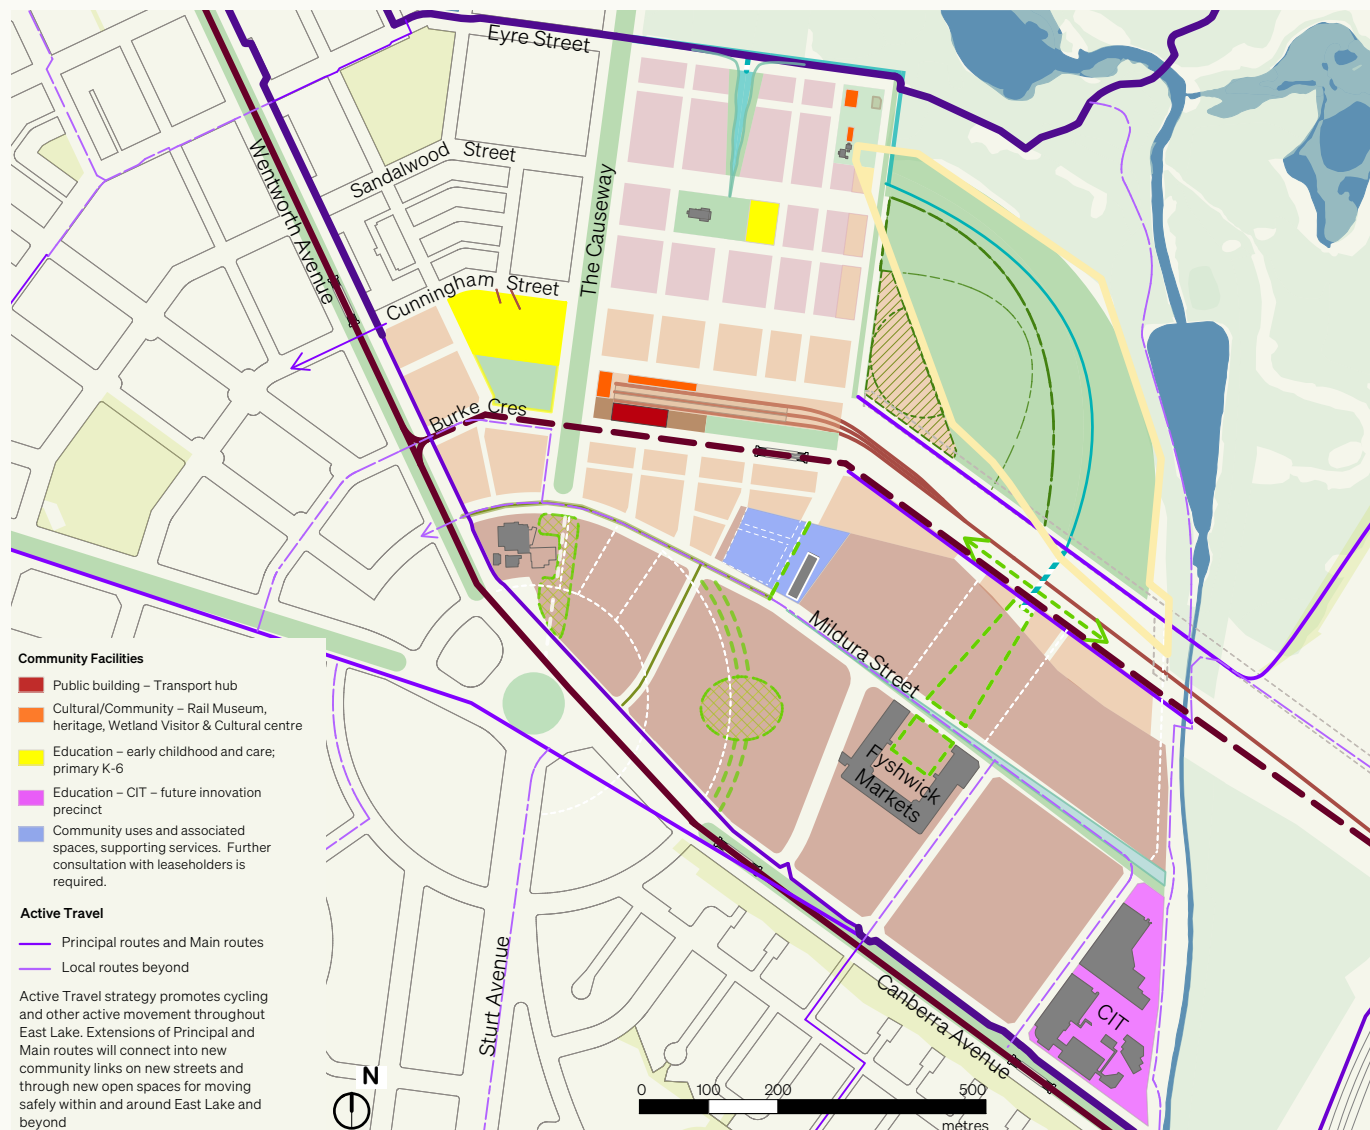 Eyre Street
Sandalwood Street
Wentworth Avenue
The Causeway
Cunningham Street
Burke Cres
Mildura Street
Fyshwick
Markets
Sturt Avenue
Canberra Avenue
CIT
Community Facilities
Public building – Transport hub
Cultural/Community – Rail Museum,
heritage, Wetland Visitor & Cultural centre
Education – early childhood and care;
primary K-6
Education – CIT – future innovation
precinct
Community uses and associated
spaces, supporting services. Further
consultation with leaseholders is
required.
Active Travel
Principal routes and Main routes
Local routes beyond
Active Travel strategy promotes cycling
and other active movement throughout
East Lake. Extensions of Principal and
Main routes will connect into new
community links on new streets and
through new open spaces for moving
safely within and around East Lake and
beyond
N
0 100 200 500
metres